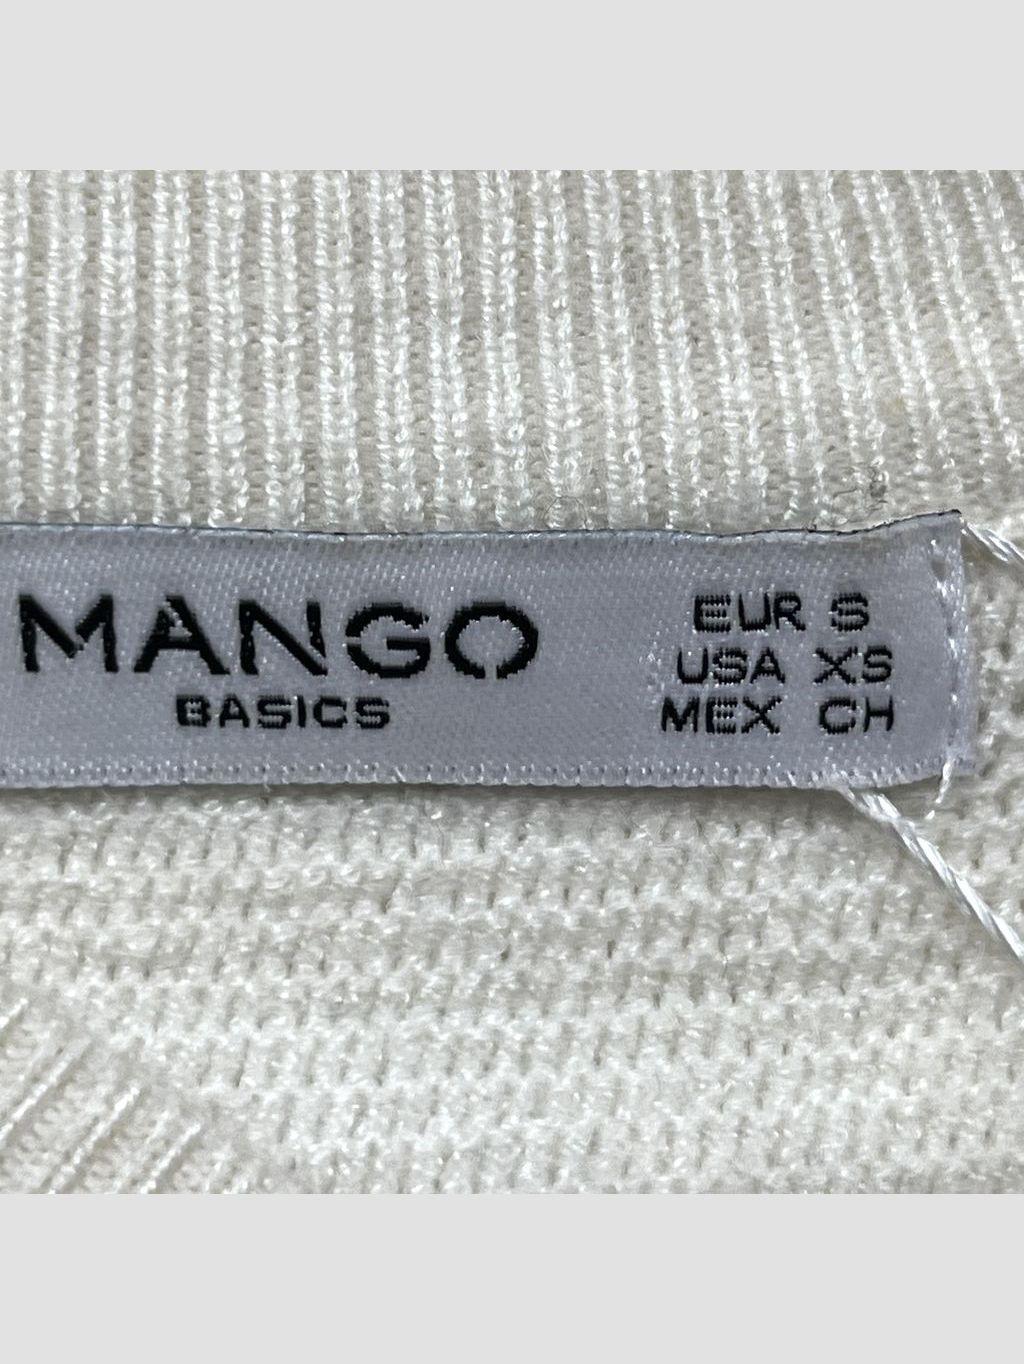 MANGO
BASICS
EUR S
USA XS
MEX CH